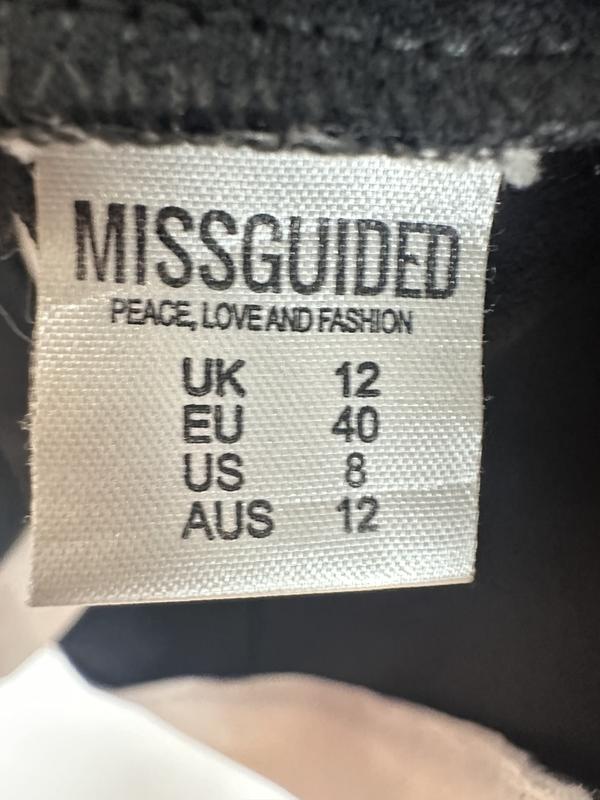 MISSGUIDED
PEACE, LOVE AND FASHION
UK 12
EU 40
US 8
AUS 12